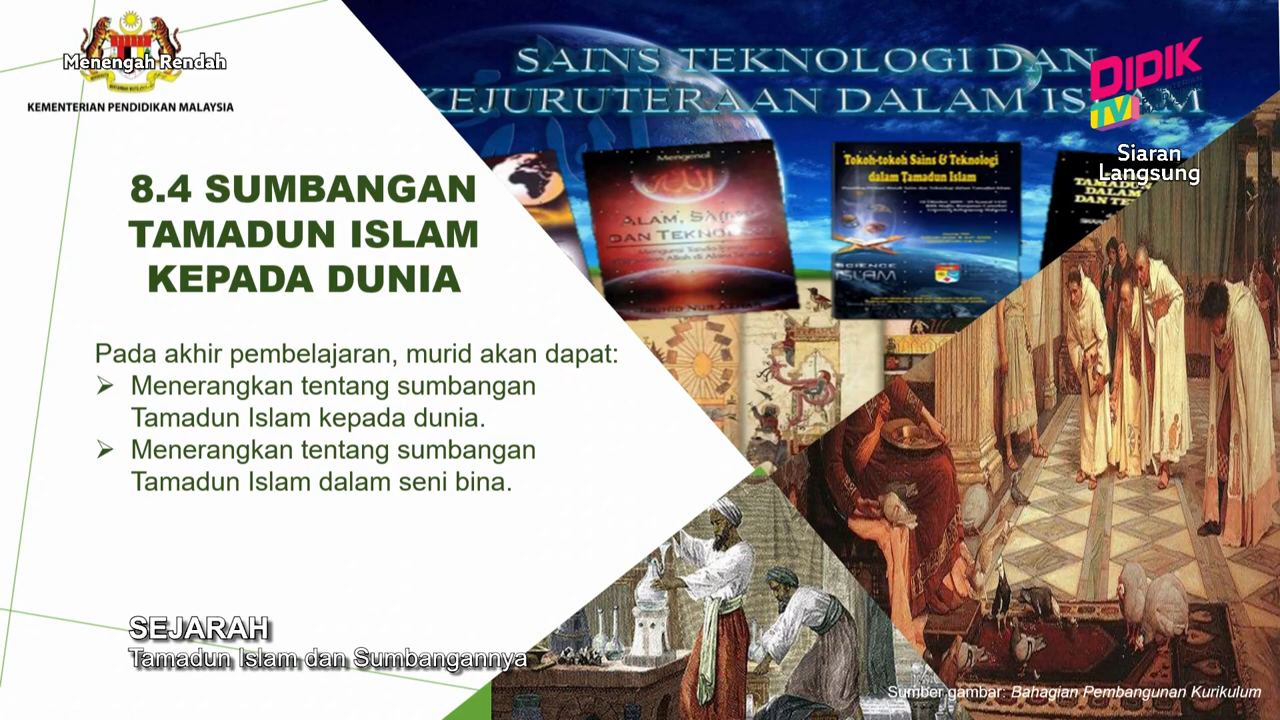 Menengah Rendah
KEMENTERIAN PENDIDIKAN MALAYSIA
SAINS TEKNOLOGI DAN
KEJURUTERAAN DALAM ISLAM
DIDIK
TV
Siaran
Langsung
Mengenal
ALAM, SAINS
DAN TEKNOLOGI
Tokoh-tokoh Sains & Teknologi
dalam Tamadun Islam
SCIENCE
ISLAM
TAMADUN
DALAM
8.4 SUMBANGAN
TAMADUN ISLAM
KEPADA DUNIA
Pada akhir pembelajaran, murid akan dapat:
➢ Menerangkan tentang sumbangan
Tamadun Islam kepada dunia.
➢ Menerangkan tentang sumbangan
Tamadun Islam dalam seni bina.
SEJARAH
Tamadun Islam dan Sumbangannya
Sumber gambar: Bahagian Pembangunan Kurikulum